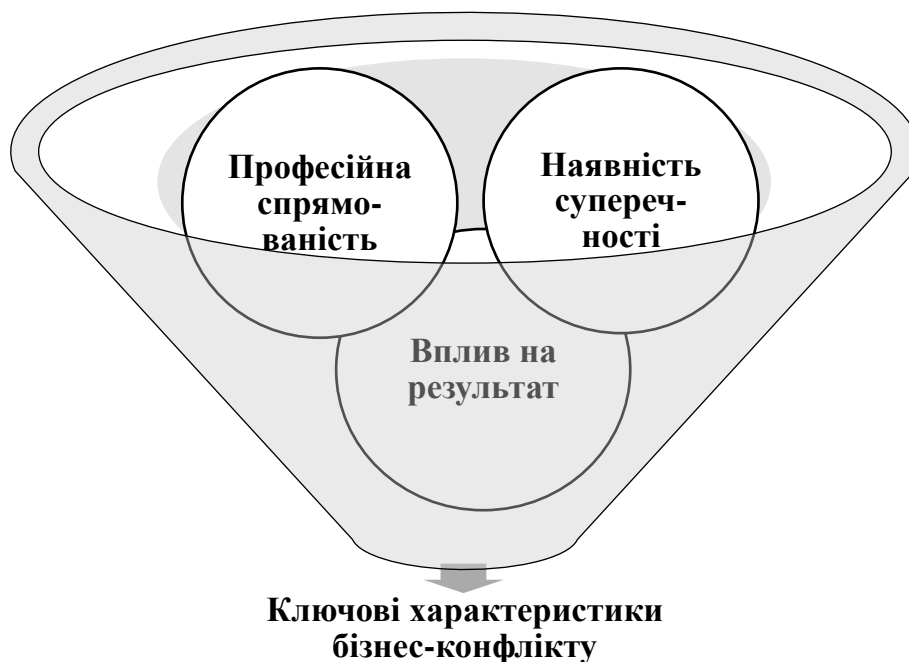 Професійна
спрямо-
ваність
Наявність
супереч-
ності
Вплив на
результат
Ключові характеристики
бізнес-конфлікту